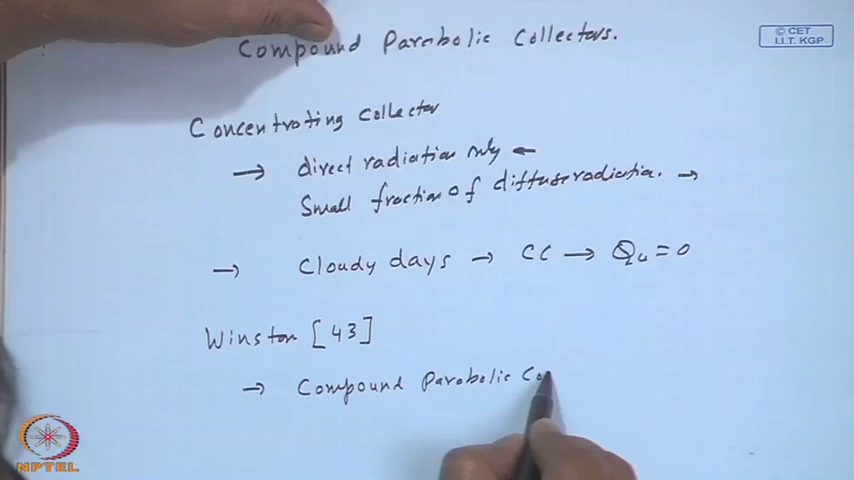 Compound Parabolic Collectors.
© CET
I.I.T. KGP
Concentrating Collector
→ direct radiation only ←
Small fraction of diffuse radiation. →
→ Cloudy days → CC → Qu = 0
Winston [43]
→ Compound Parabolic Co
NPTEL